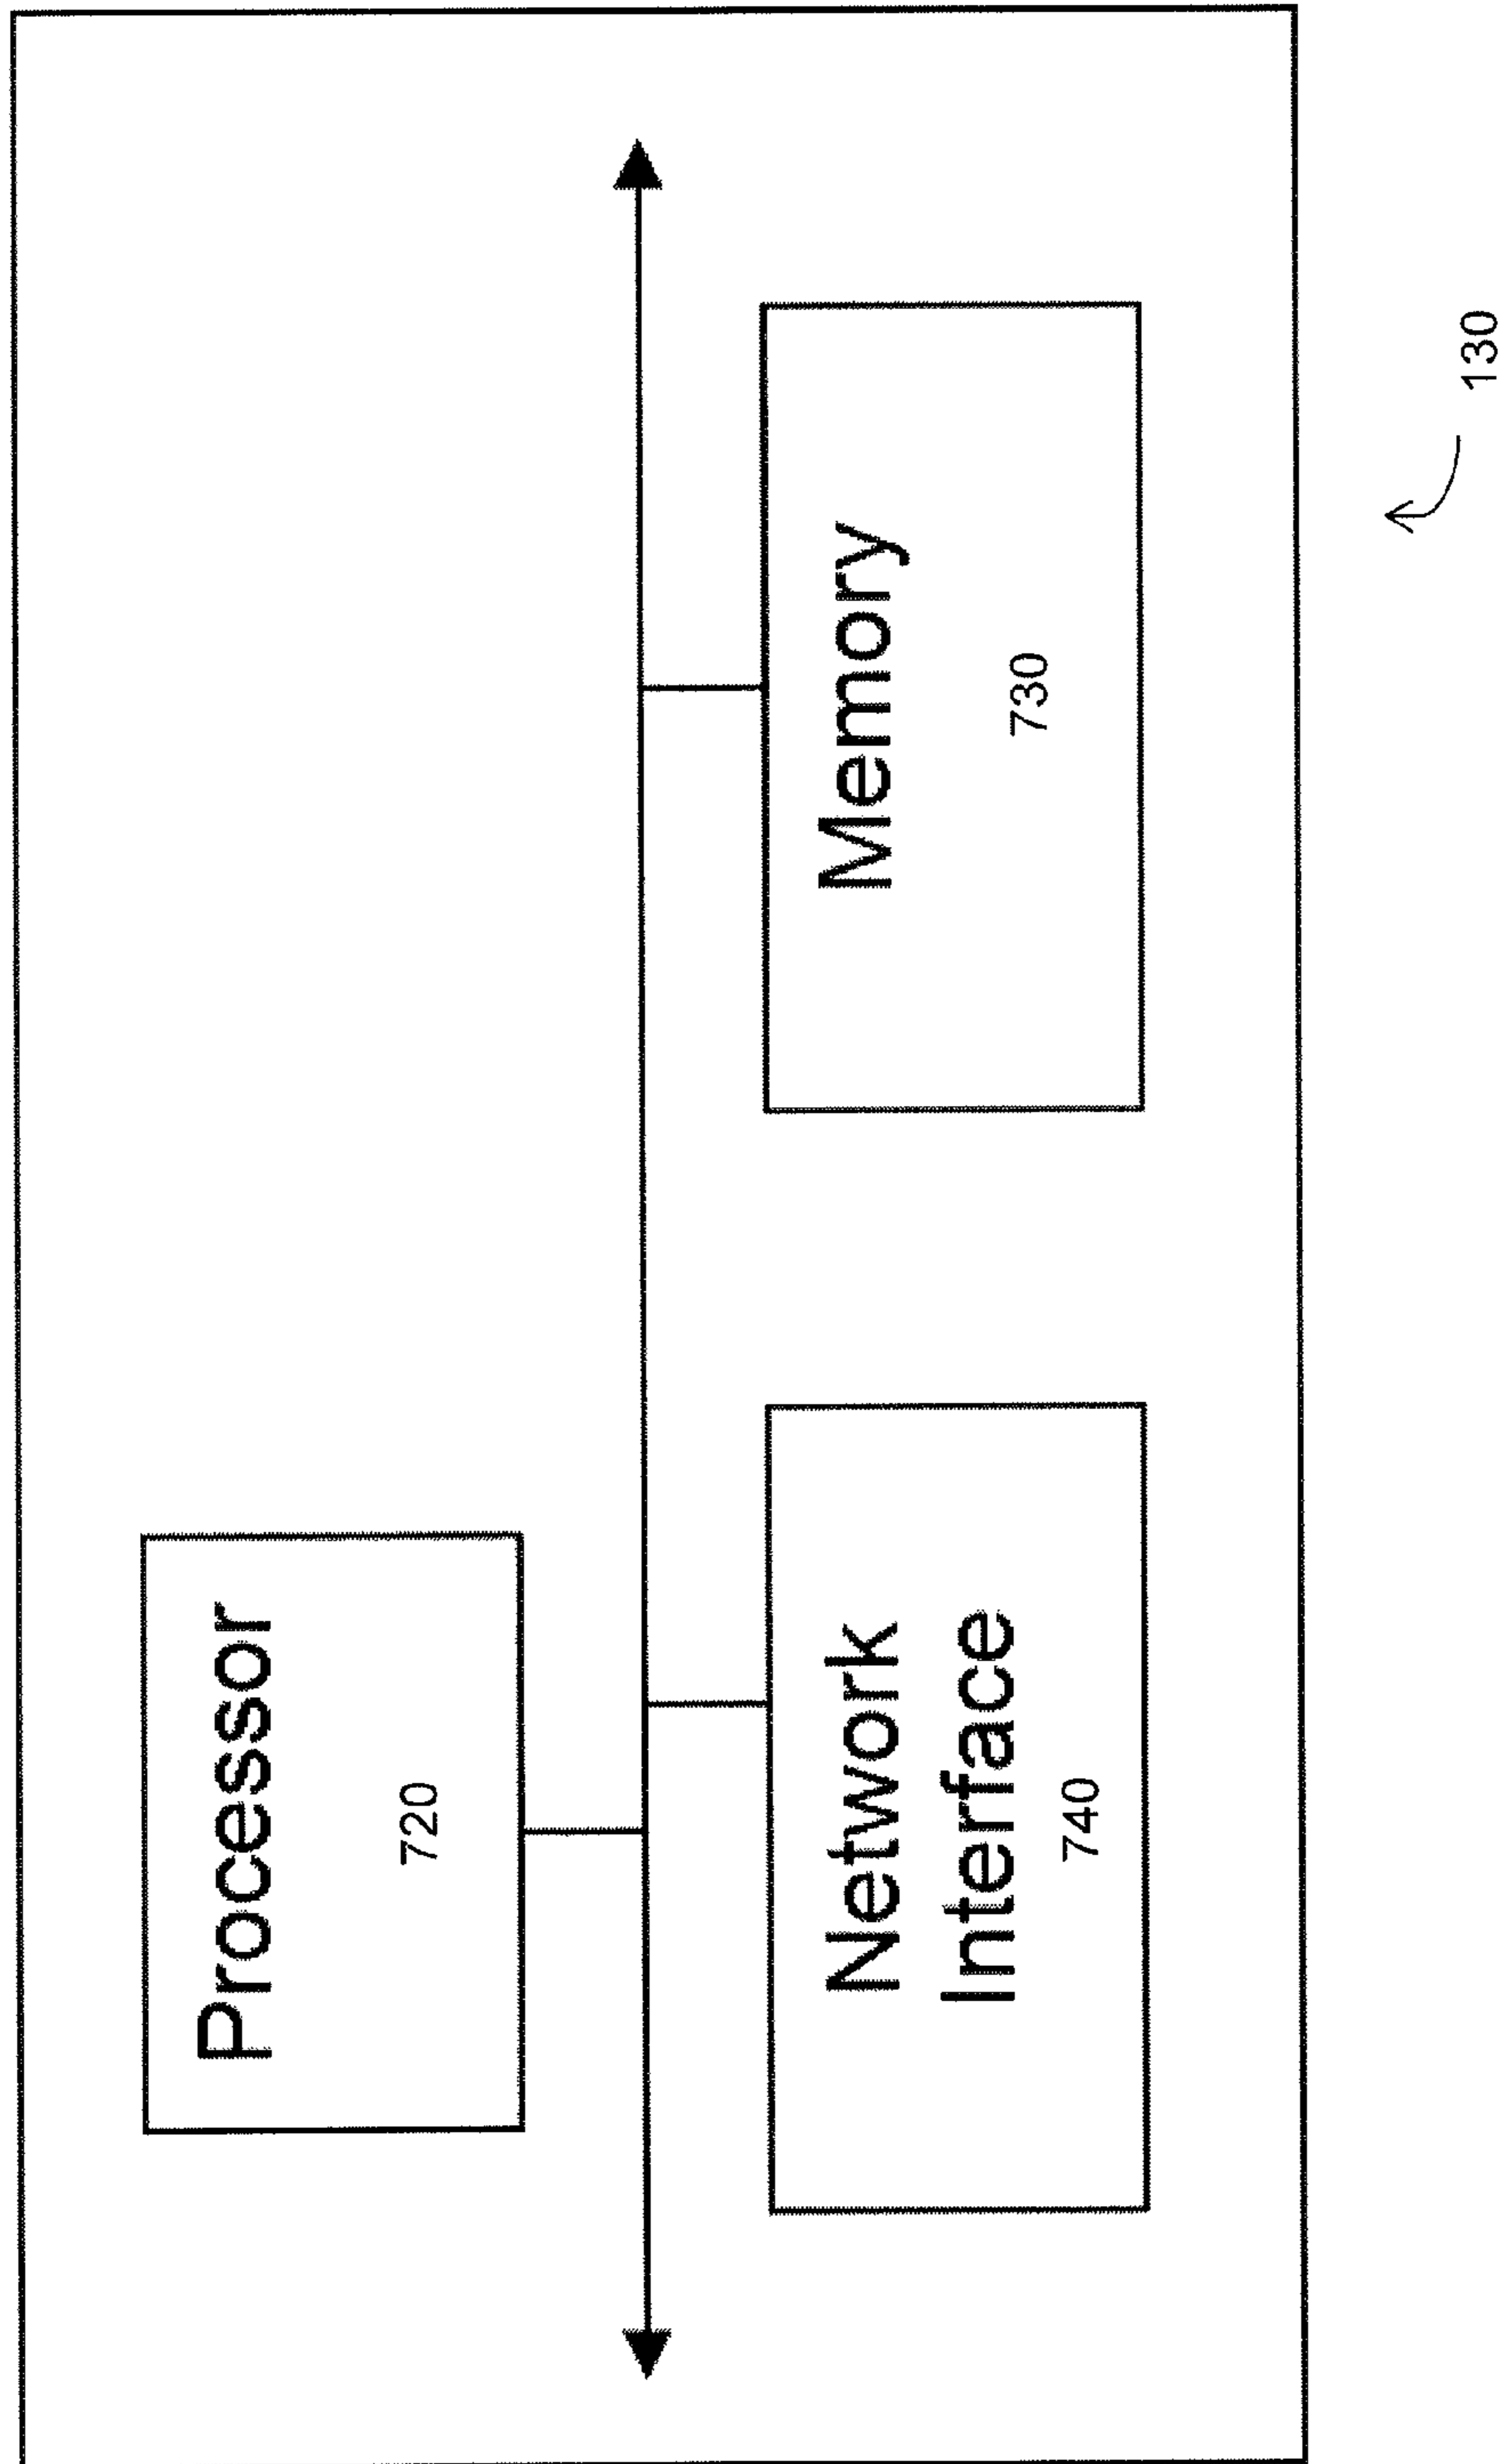 Processor
720
Network
Interface
740
Memory
730
130